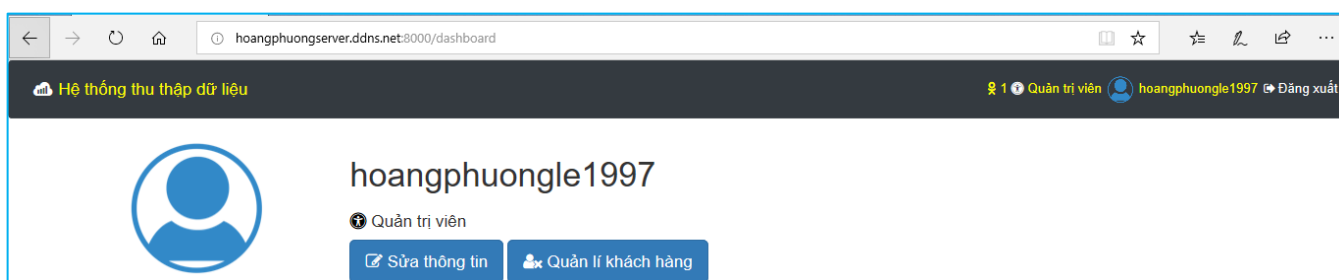 hoangphuongserver.ddns.net:8000/dashboard
Hệ thống thu thập dữ liệu 1 Quản trị viên hoangphuongle1997 Đăng xuất
hoangphuongle1997
Quản trị viên
Sửa thông tin Quản lí khách hàng